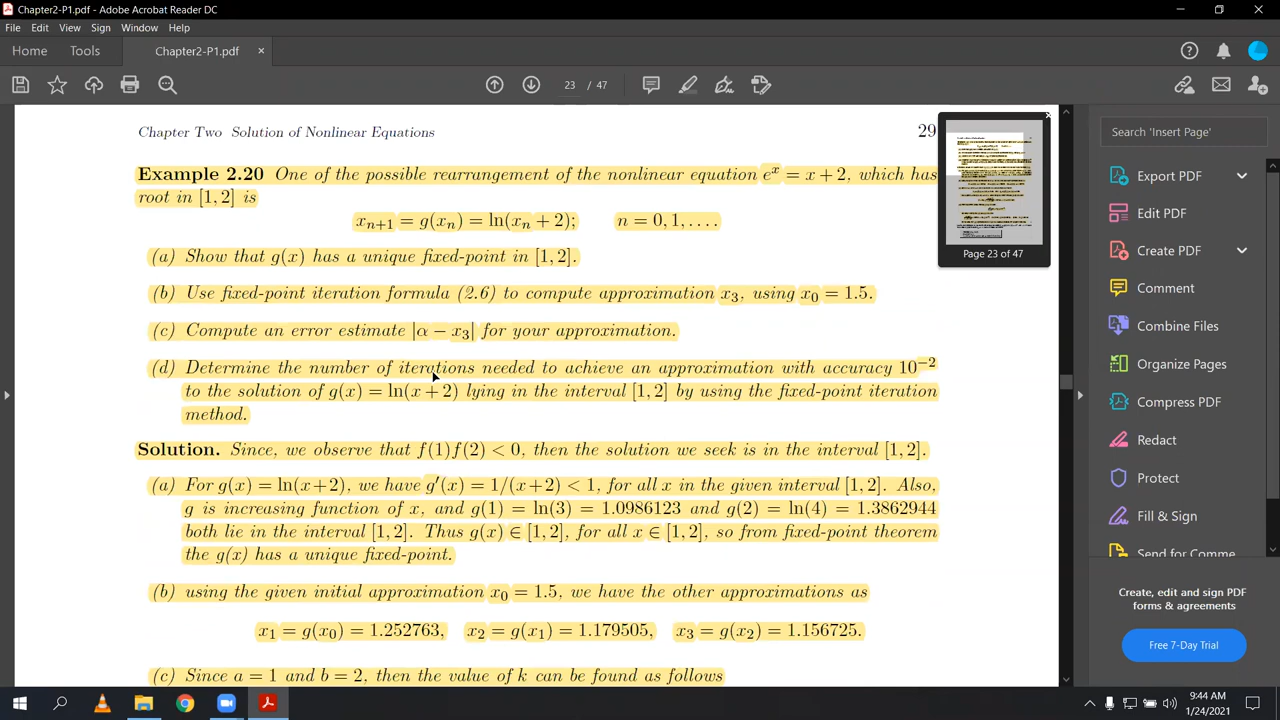 Chapter2-P1.pdf - Adobe Acrobat Reader DC
File Edit View Sign Window Help
Home Tools Chapter2-P1.pdf ×
23 / 47
Chapter Two Solution of Nonlinear Equations 29
Example 2.20 One of the possible rearrangement of the nonlinear equation eˣ = x + 2, which has
root in [1, 2] is
xₙ₊₁ = g(xₙ) = ln(xₙ + 2); n = 0, 1, . . . .
(a) Show that g(x) has a unique fixed-point in [1, 2].
(b) Use fixed-point iteration formula (2.6) to compute approximation x₃, using x₀ = 1.5.
(c) Compute an error estimate |α − x₃| for your approximation.
(d) Determine the number of iterations needed to achieve an approximation with accuracy 10⁻²
to the solution of g(x) = ln(x + 2) lying in the interval [1, 2] by using the fixed-point iteration
method.
Solution. Since, we observe that f(1)f(2) < 0, then the solution we seek is in the interval [1, 2].
(a) For g(x) = ln(x+2), we have g′(x) = 1/(x+2) < 1, for all x in the given interval [1, 2]. Also,
g is increasing function of x, and g(1) = ln(3) = 1.0986123 and g(2) = ln(4) = 1.3862944
both lie in the interval [1, 2]. Thus g(x) ∈ [1, 2], for all x ∈ [1, 2], so from fixed-point theorem
the g(x) has a unique fixed-point.
(b) using the given initial approximation x₀ = 1.5, we have the other approximations as
x₁ = g(x₀) = 1.252763, x₂ = g(x₁) = 1.179505, x₃ = g(x₂) = 1.156725.
(c) Since a = 1 and b = 2, then the value of k can be found as follows
Page 23 of 47
Search 'Insert Page'
Export PDF
Edit PDF
Create PDF
Comment
Combine Files
Organize Pages
Compress PDF
Redact
Protect
Fill & Sign
Send for Comme
Create, edit and sign PDF
forms & agreements
Free 7-Day Trial
9:44 AM
1/24/2021